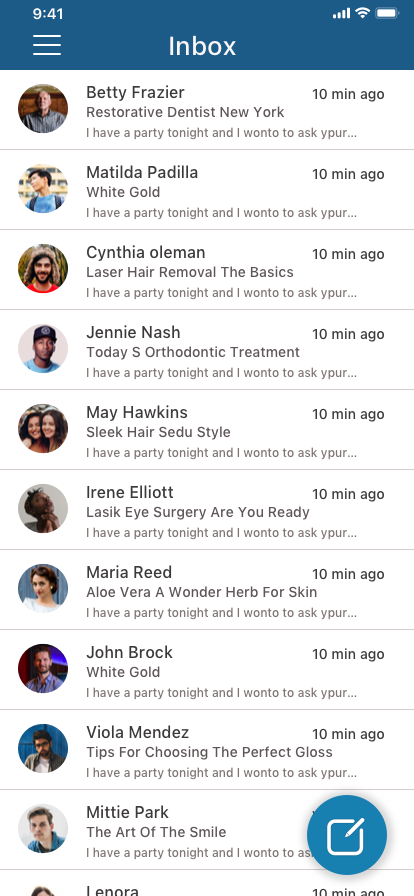 9:41
Inbox
Betty Frazier
10 min ago
Restorative Dentist New York
I have a party tonight and I wonto to ask ypur...
Matilda Padilla
10 min ago
White Gold
I have a party tonight and I wonto to ask ypur...
Cynthia oleman
10 min ago
Laser Hair Removal The Basics
I have a party tonight and I wonto to ask ypur...
Jennie Nash
10 min ago
Today S Orthodontic Treatment
I have a party tonight and I wonto to ask ypur...
May Hawkins
10 min ago
Sleek Hair Sedu Style
I have a party tonight and I wonto to ask ypur...
Irene Elliott
10 min ago
Lasik Eye Surgery Are You Ready
I have a party tonight and I wonto to ask ypur...
Maria Reed
10 min ago
Aloe Vera A Wonder Herb For Skin
I have a party tonight and I wonto to ask ypur...
John Brock
10 min ago
White Gold
I have a party tonight and I wonto to ask ypur...
Viola Mendez
10 min ago
Tips For Choosing The Perfect Gloss
I have a party tonight and I wonto to ask ypur...
Mittie Park
The Art Of The Smile
I have a party tonight and I wonto to
Lenora
10 min ago